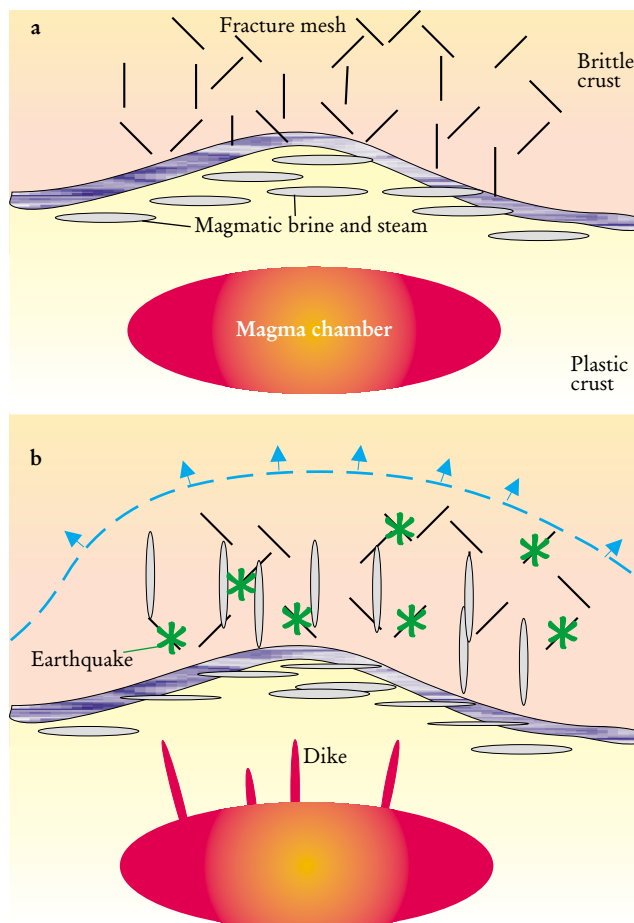 a
Fracture mesh
Brittle
crust
Magmatic brine and steam
Magma chamber
Plastic
crust
b
Earthquake
Dike